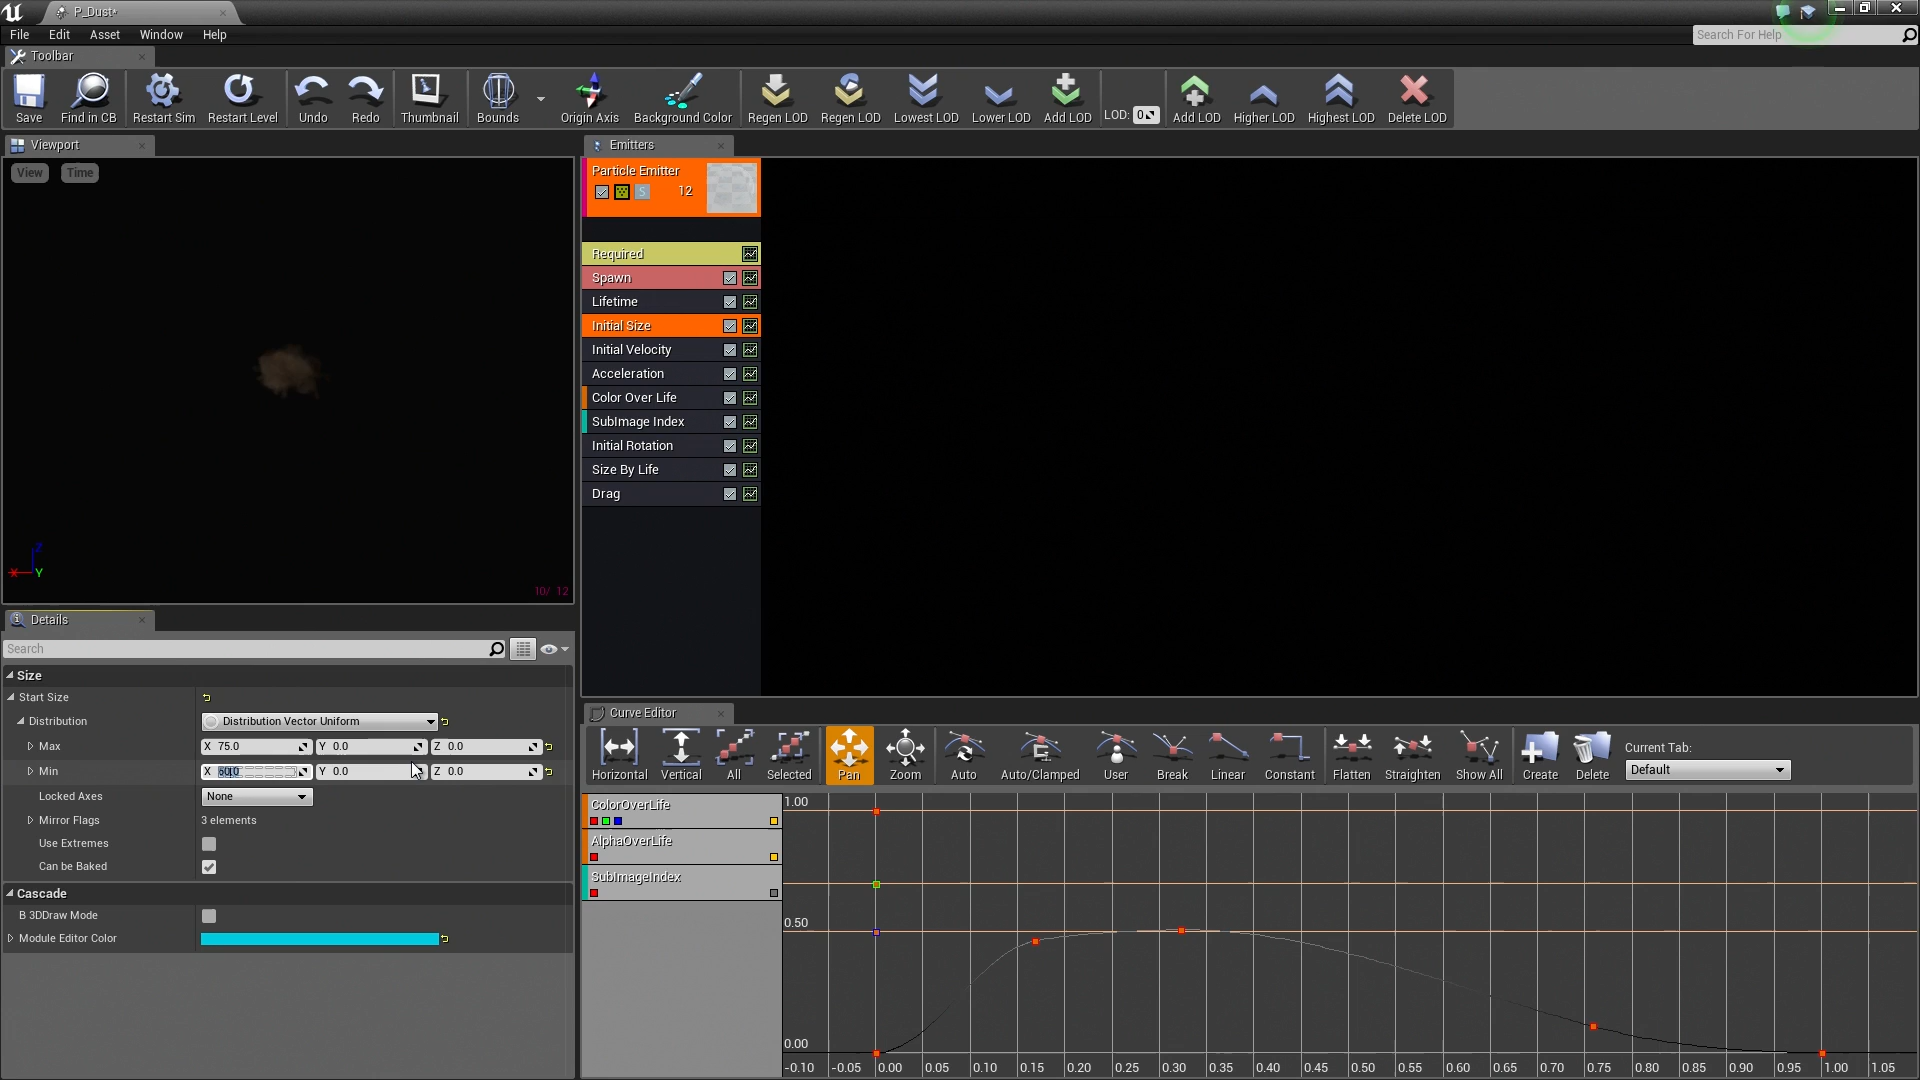 P_Dust*
File Edit Asset Window Help
Search For Help
Toolbar
Save Find in CB Restart Sim Restart Level Undo Redo Thumbnail Bounds Origin Axis Background Color Regen LOD Regen LOD Lowest LOD Lower LOD Add LOD LOD: 0 Add LOD Higher LOD Highest LOD Delete LOD
Viewport
View Time
X Y Z
10/ 12
Emitters
Particle Emitter
S 12
Required
Spawn
Lifetime
Initial Size
Initial Velocity
Acceleration
Color Over Life
SubImage Index
Initial Rotation
Size By Life
Drag
Details
Search
Size
Start Size
Distribution Distribution Vector Uniform
Max X 75.0 Y 0.0 Z 0.0
Min X Y 0.0 Z 0.0
Locked Axes None
Mirror Flags 3 elements
Use Extremes
Can be Baked
Cascade
B 3DDraw Mode
Module Editor Color
Curve Editor
Horizontal Vertical All Selected Pan Zoom Auto Auto/Clamped User Break Linear Constant Flatten Straighten Show All Create Delete
Current Tab:
Default
ColorOverLife
AlphaOverLife
SubImageIndex
1.00
0.50
0.00
-0.10 -0.05 0.00 0.05 0.10 0.15 0.20 0.25 0.30 0.35 0.40 0.45 0.50 0.55 0.60 0.65 0.70 0.75 0.80 0.85 0.90 0.95 1.00 1.05